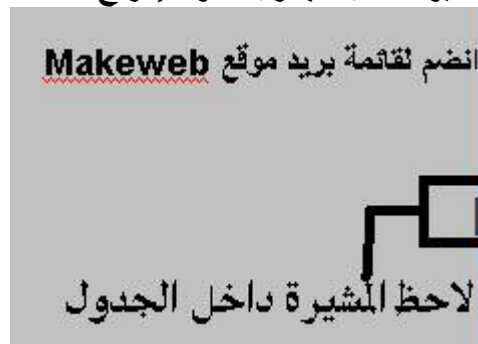 انضم لقائمة بريد موقع Makeweb
لاحظ المشيرة داخل الجدول